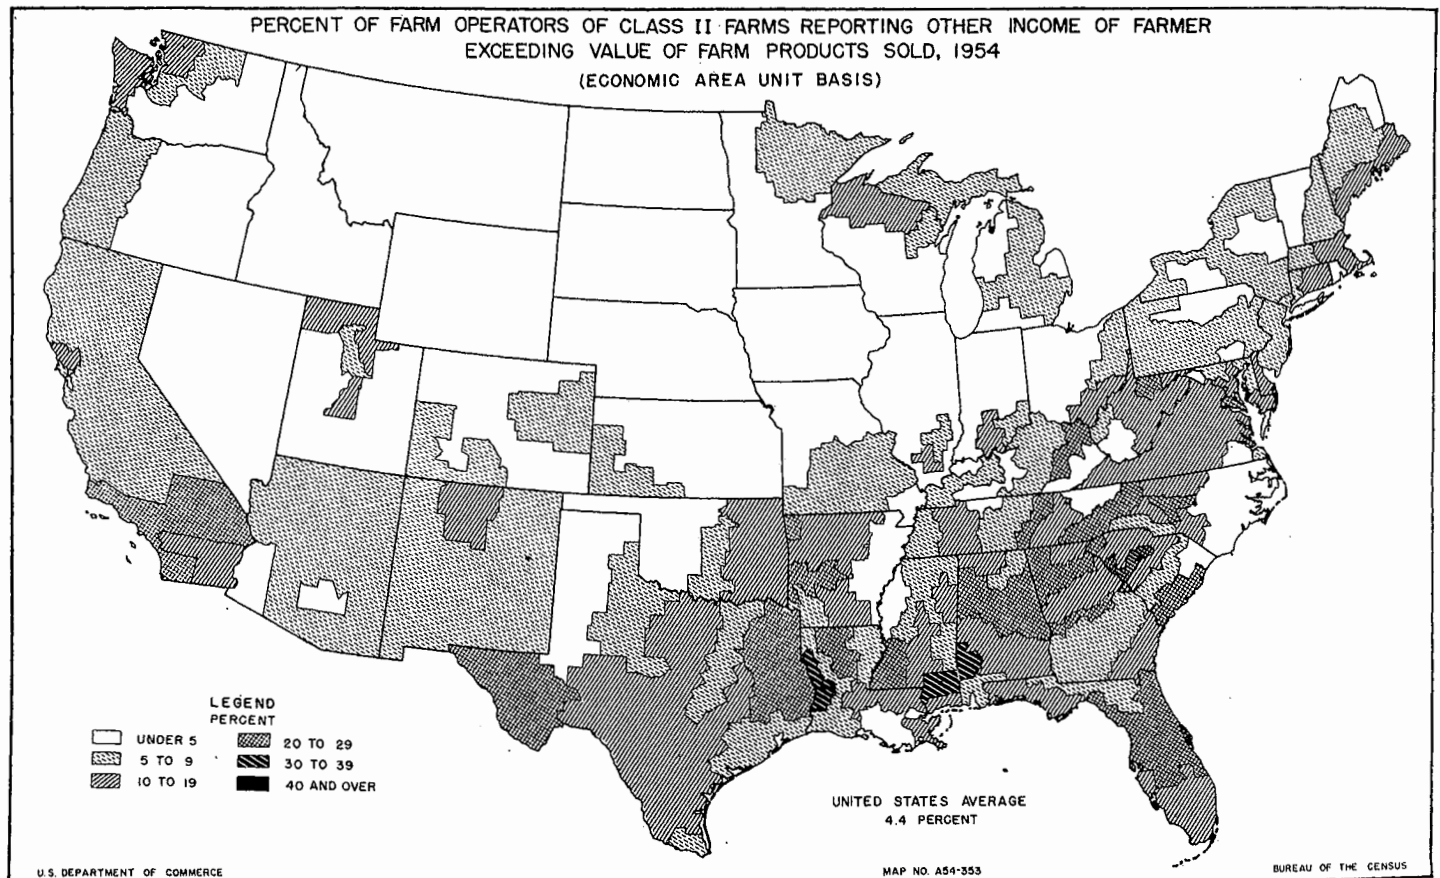 PERCENT OF FARM OPERATORS OF CLASS II FARMS REPORTING OTHER INCOME OF FARMER
EXCEEDING VALUE OF FARM PRODUCTS SOLD, 1954
(ECONOMIC AREA UNIT BASIS)
LEGEND
PERCENT
UNDER 5
5 TO 9
10 TO 19
20 TO 29
30 TO 39
40 AND OVER
UNITED STATES AVERAGE
4.4 PERCENT
U.S. DEPARTMENT OF COMMERCE
MAP NO. A54-353
BUREAU OF THE CENSUS